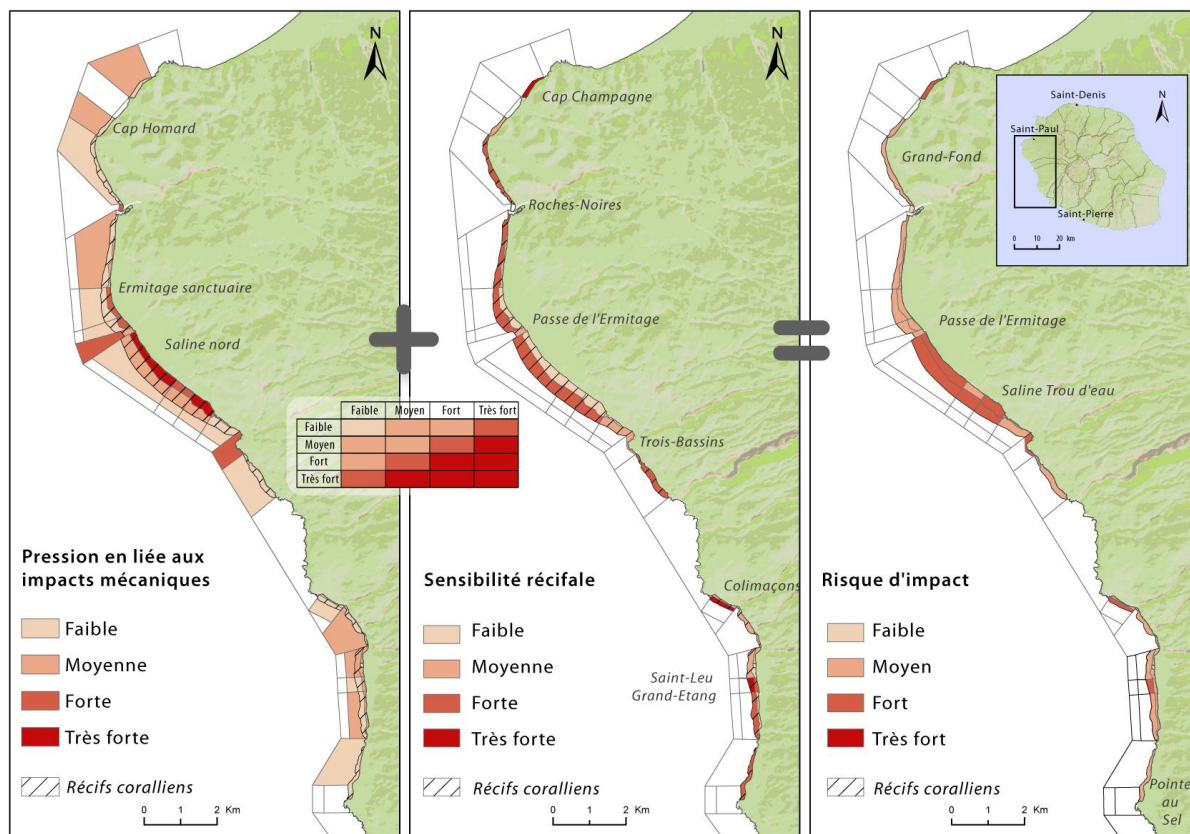 N
Cap Homard
Ermitage sanctuaire
Saline nord
Pression en liée aux
impacts mécaniques
Faible
Moyenne
Forte
Très forte
Récifs coralliens
0 1 2 Km
Faible Moyen Fort Très fort
Faible
Moyen
Fort
Très fort
N
Cap Champagne
Roches-Noires
Passe de l'Ermitage
Trois-Bassins
Colimaçons
Saint-Leu
Grand-Etang
Sensibilité récifale
Faible
Moyenne
Forte
Très forte
Récifs coralliens
0 1 2 Km
N
Saint-Denis
Saint-Paul
Saint-Pierre
0 10 20 km
Grand-Fond
Passe de l'Ermitage
Saline Trou d'eau
Risque d'impact
Faible
Moyen
Fort
Très fort
Récifs coralliens
0 1 2 Km
Pointe
au
Sel
N